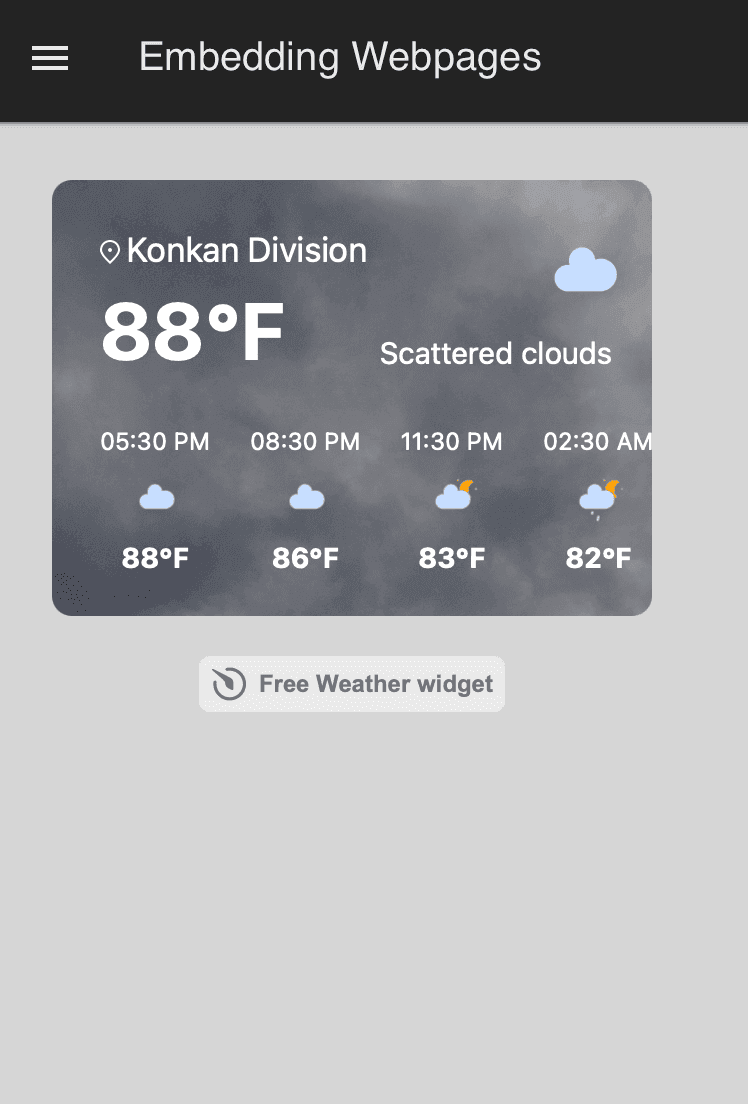 Embedding Webpages
Konkan Division
88°F
Scattered clouds
05:30 PM 08:30 PM 11:30 PM 02:30 AM
88°F 86°F 83°F 82°F
Free Weather widget